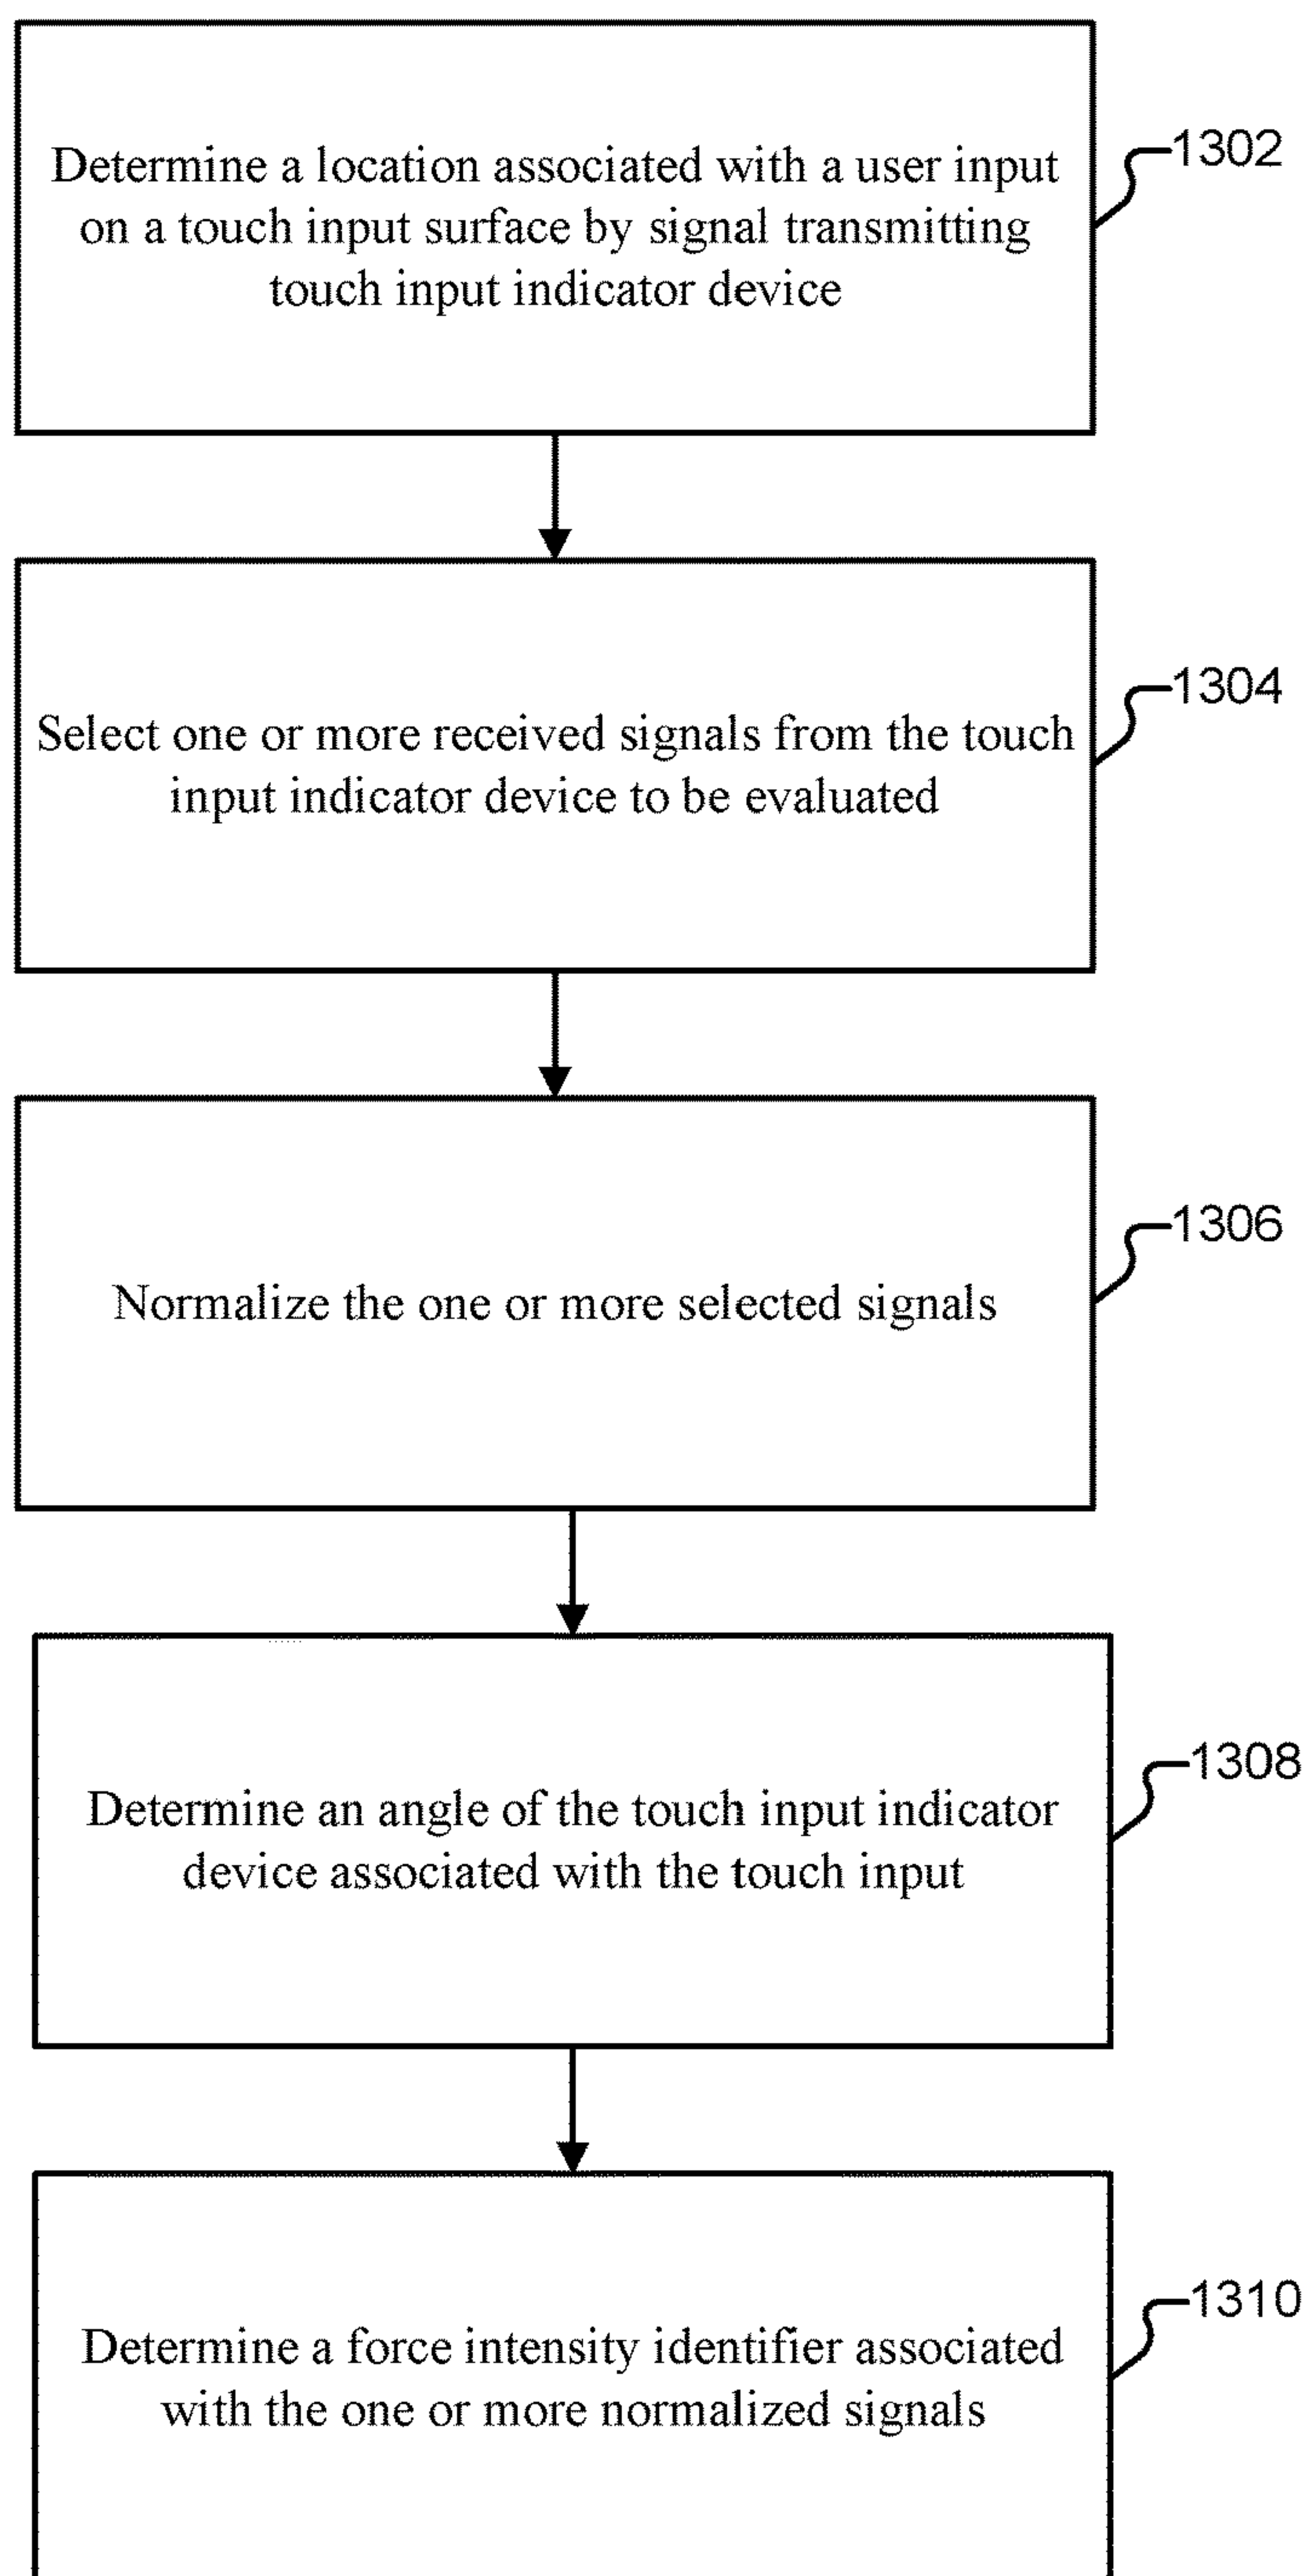 Determine a location associated with a user input
on a touch input surface by signal transmitting
touch input indicator device
1302
Select one or more received signals from the touch
input indicator device to be evaluated
1304
Normalize the one or more selected signals
1306
Determine an angle of the touch input indicator
device associated with the touch input
1308
Determine a force intensity identifier associated
with the one or more normalized signals
1310